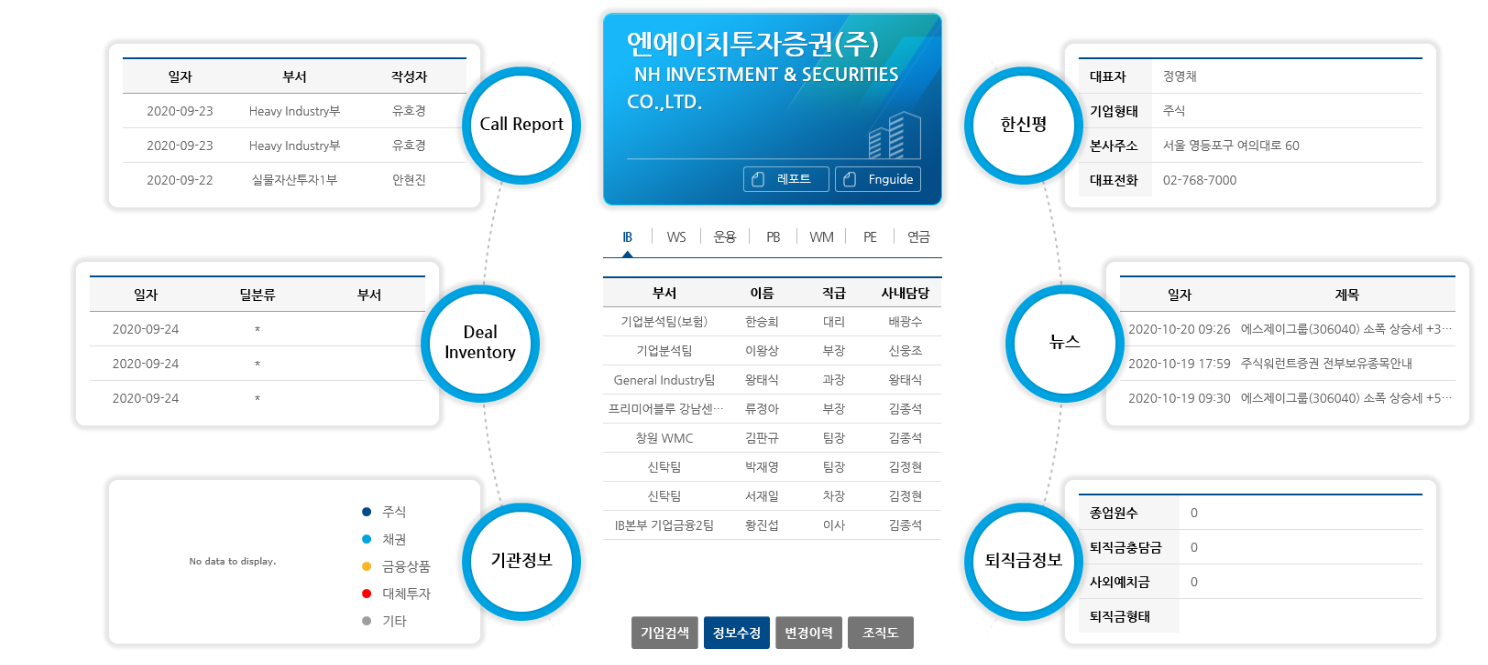 일자 부서 작성자
2020-09-23 Heavy Industry부 유호경
2020-09-23 Heavy Industry부 유호경
2020-09-22 실물자산투자1부 안현진
Call Report
엔에이치투자증권(주)
NH INVESTMENT & SECURITIES
CO.,LTD.
레포트 Fnguide
한신평
대표자 정영채
기업형태 주식
본사주소 서울 영등포구 여의대로 60
대표전화 02-768-7000
일자 딜분류 부서
2020-09-24 *
2020-09-24 *
2020-09-24 *
Deal
Inventory
IB WS 운용 PB WM PE 연금
부서 이름 직급 사내담당
기업분석팀(보험) 한승희 대리 배광수
기업분석팀 이왕상 부장 신웅조
General Industry팀 왕태식 과장 왕태식
프리미어블루 강남센… 류경아 부장 김종석
창원 WMC 김판규 팀장 김종석
신탁팀 박재영 팀장 김정현
신탁팀 서재일 차장 김정현
IB본부 기업금융2팀 황진섭 이사 김종석
뉴스
일자 제목
2020-10-20 09:26 에스제이그룹(306040) 소폭 상승세 +3…
2020-10-19 17:59 주식워런트증권 전부보유종목안내
2020-10-19 09:30 에스제이그룹(306040) 소폭 상승세 +5…
No data to display.
주식
채권
금융상품
대체투자
기타
기관정보
퇴직금정보
종업원수 0
퇴직금충담금 0
사외예치금 0
퇴직금형태
기업검색 정보수정 변경이력 조직도